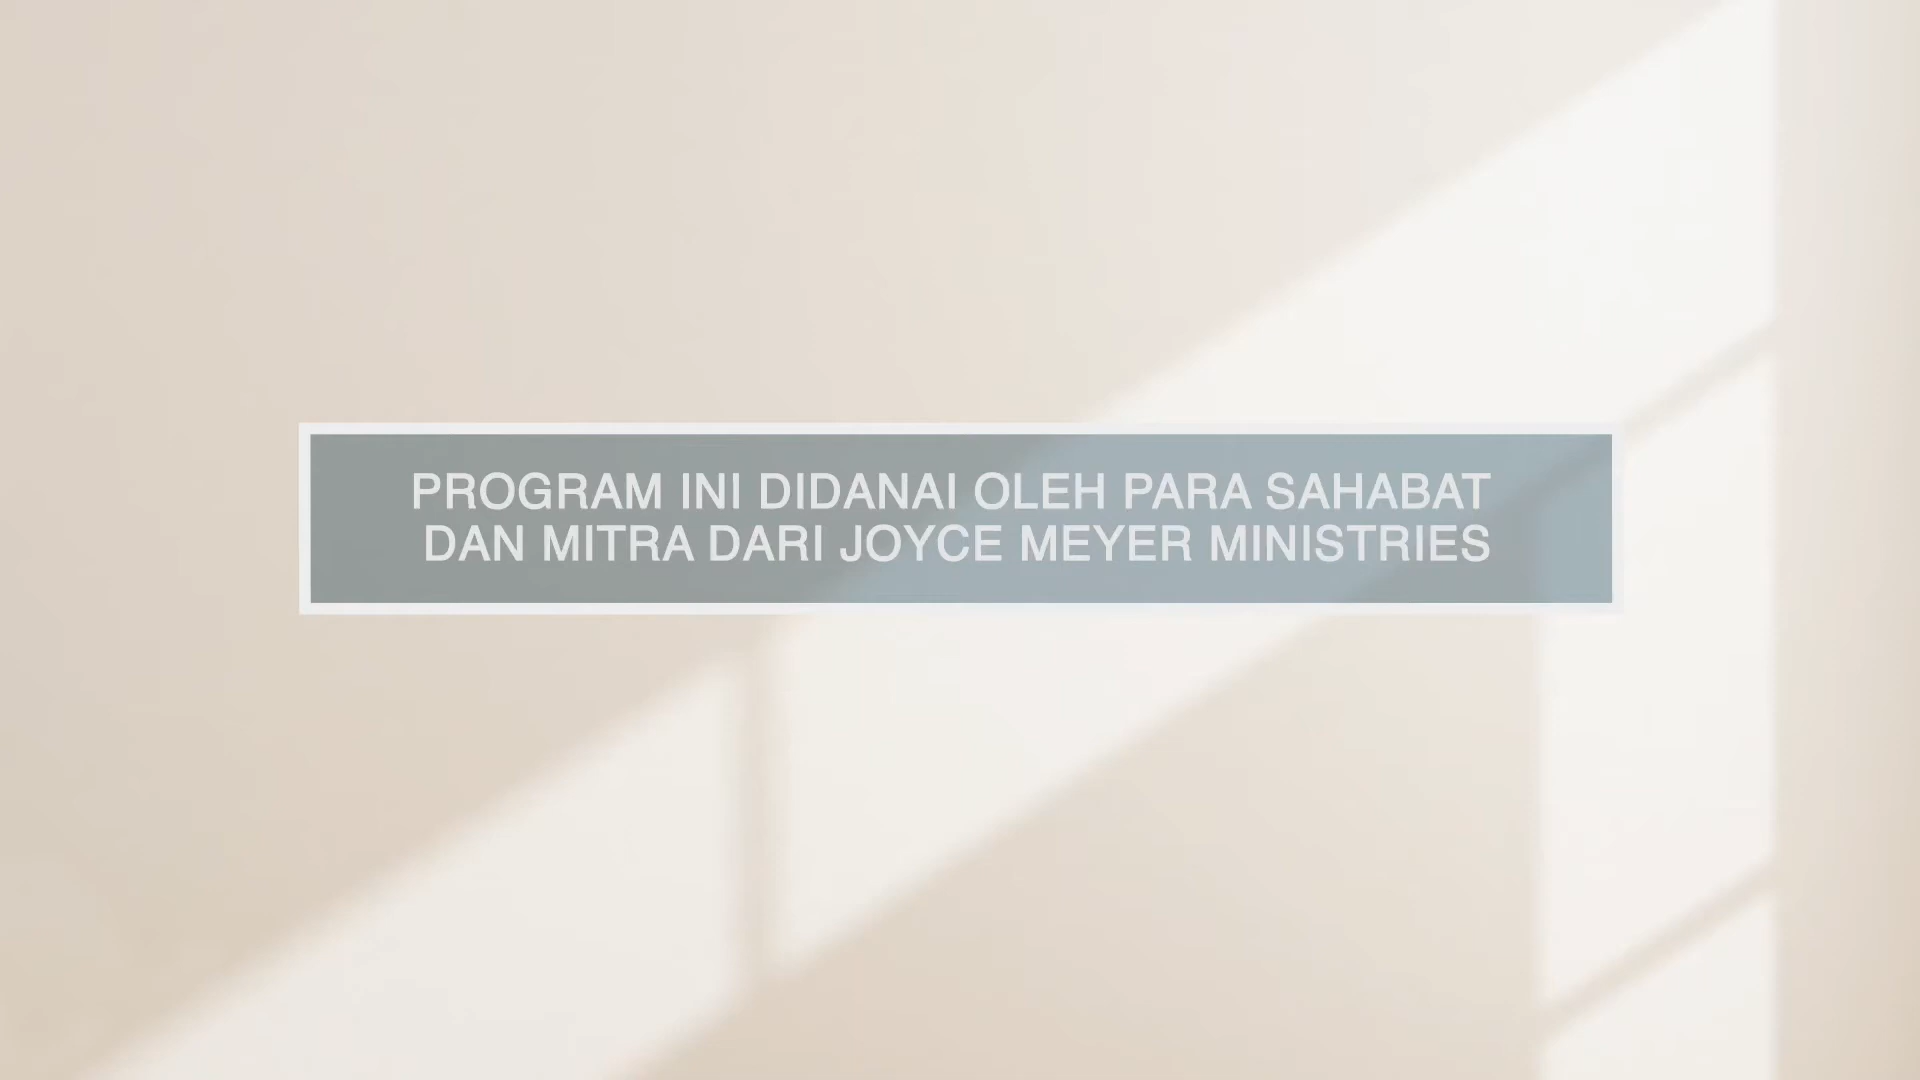 PROGRAM INI DIDANAI OLEH PARA SAHABAT
DAN MITRA DARI JOYCE MEYER MINISTRIES